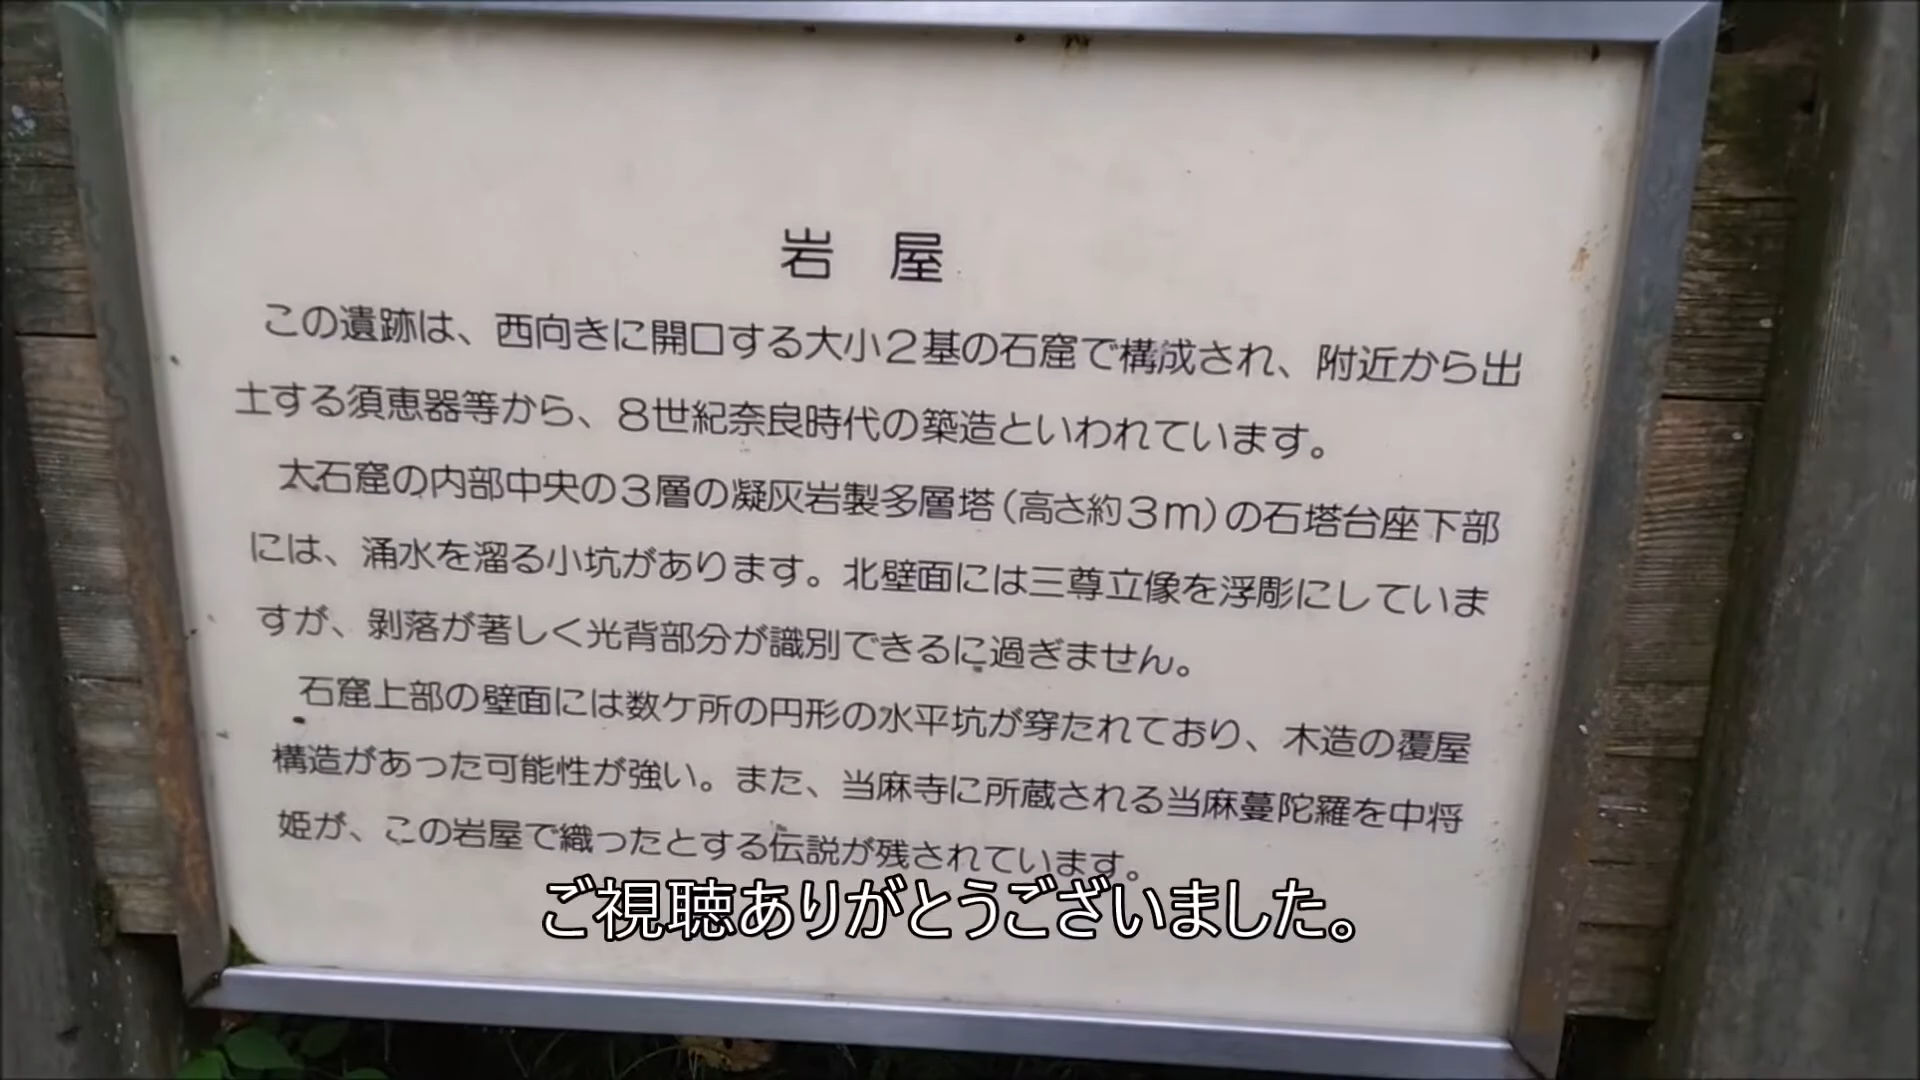 岩 屋
この遺跡は、西向きに開口する大小2基の石窟で構成され、附近から出
土する須恵器等から、8世紀奈良時代の築造といわれています。
大石窟の内部中央の3層の凝灰岩製多層塔(高さ約3m)の石塔台座下部
には、涌水を溜る小坑があります。北壁面には三尊立像を浮彫にしていま
すが、剥落が著しく光背部分が識別できるに過ぎません。
石窟上部の壁面には数ケ所の円形の水平坑が穿たれており、木造の覆屋
構造があった可能性が強い。また、当麻寺に所蔵される当麻蔓陀羅を中将
姫が、この岩屋で織ったとする伝説が残されています。
ご視聴ありがとうございました。